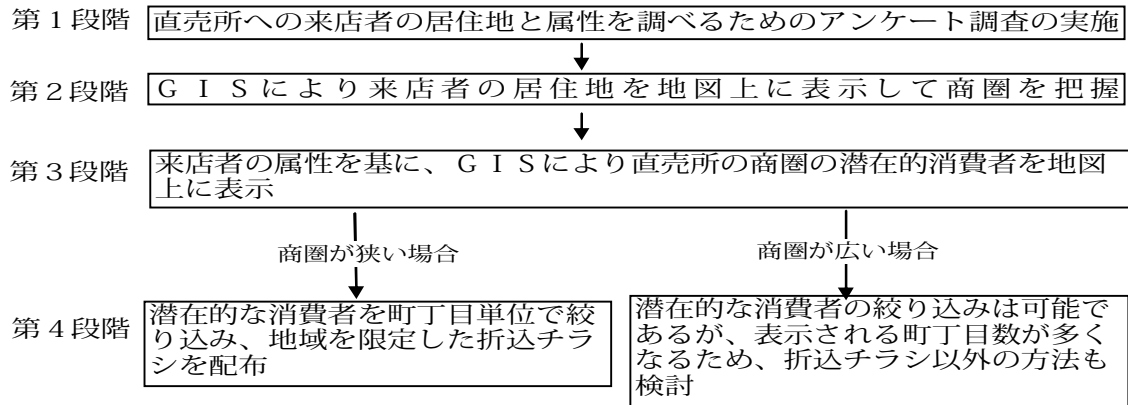 第１段階
直売所への来店者の居住地と属性を調べるためのアンケート調査の実施
第２段階
ＧＩＳにより来店者の居住地を地図上に表示して商圏を把握
第３段階
来店者の属性を基に、ＧＩＳにより直売所の商圏の潜在的消費者を地図
上に表示
商圏が狭い場合
商圏が広い場合
第４段階
潜在的な消費者を町丁目単位で絞
り込み、地域を限定した折込チラ
シを配布
潜在的な消費者の絞り込みは可能で
あるが、表示される町丁目数が多く
なるため、折込チラシ以外の方法も
検討